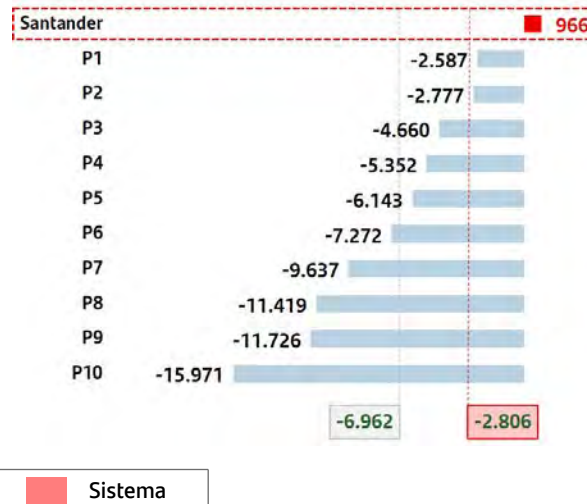 Santander 966
P1 -2.587
P2 -2.777
P3 -4.660
P4 -5.352
P5 -6.143
P6 -7.272
P7 -9.637
P8 -11.419
P9 -11.726
P10 -15.971
-6.962 -2.806
Sistema